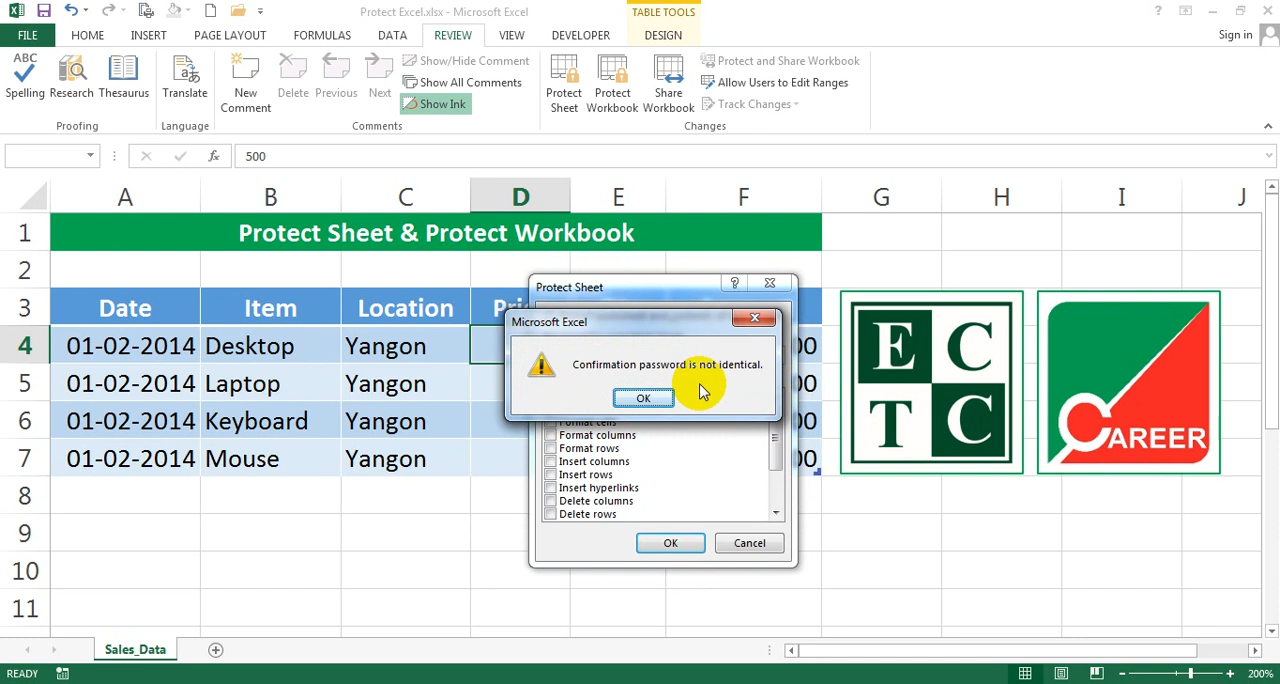 Protect Excel.xlsx - Microsoft Excel
TABLE TOOLS
FILE HOME INSERT PAGE LAYOUT FORMULAS DATA REVIEW VIEW DEVELOPER DESIGN
Sign in
ABC
Spelling Research Thesaurus
Translate
New Comment
Delete Previous Next
Show/Hide Comment
Show All Comments
Show Ink
Protect Sheet
Protect Workbook
Share Workbook
Protect and Share Workbook
Allow Users to Edit Ranges
Track Changes
Proofing Language Comments Changes
fx 500
A B C D E F G H I J
1 Protect Sheet & Protect Workbook
2
3 Date Item Location
4 01-02-2014 Desktop Yangon
5 01-02-2014 Laptop Yangon
6 01-02-2014 Keyboard Yangon
7 01-02-2014 Mouse Yangon
8
9
10
11
Protect Sheet
Microsoft Excel
Confirmation password is not identical.
OK
Format cells
Format columns
Format rows
Insert columns
Insert rows
Insert hyperlinks
Delete columns
Delete rows
OK Cancel
E C
T C
CAREER
Sales_Data
READY
200%